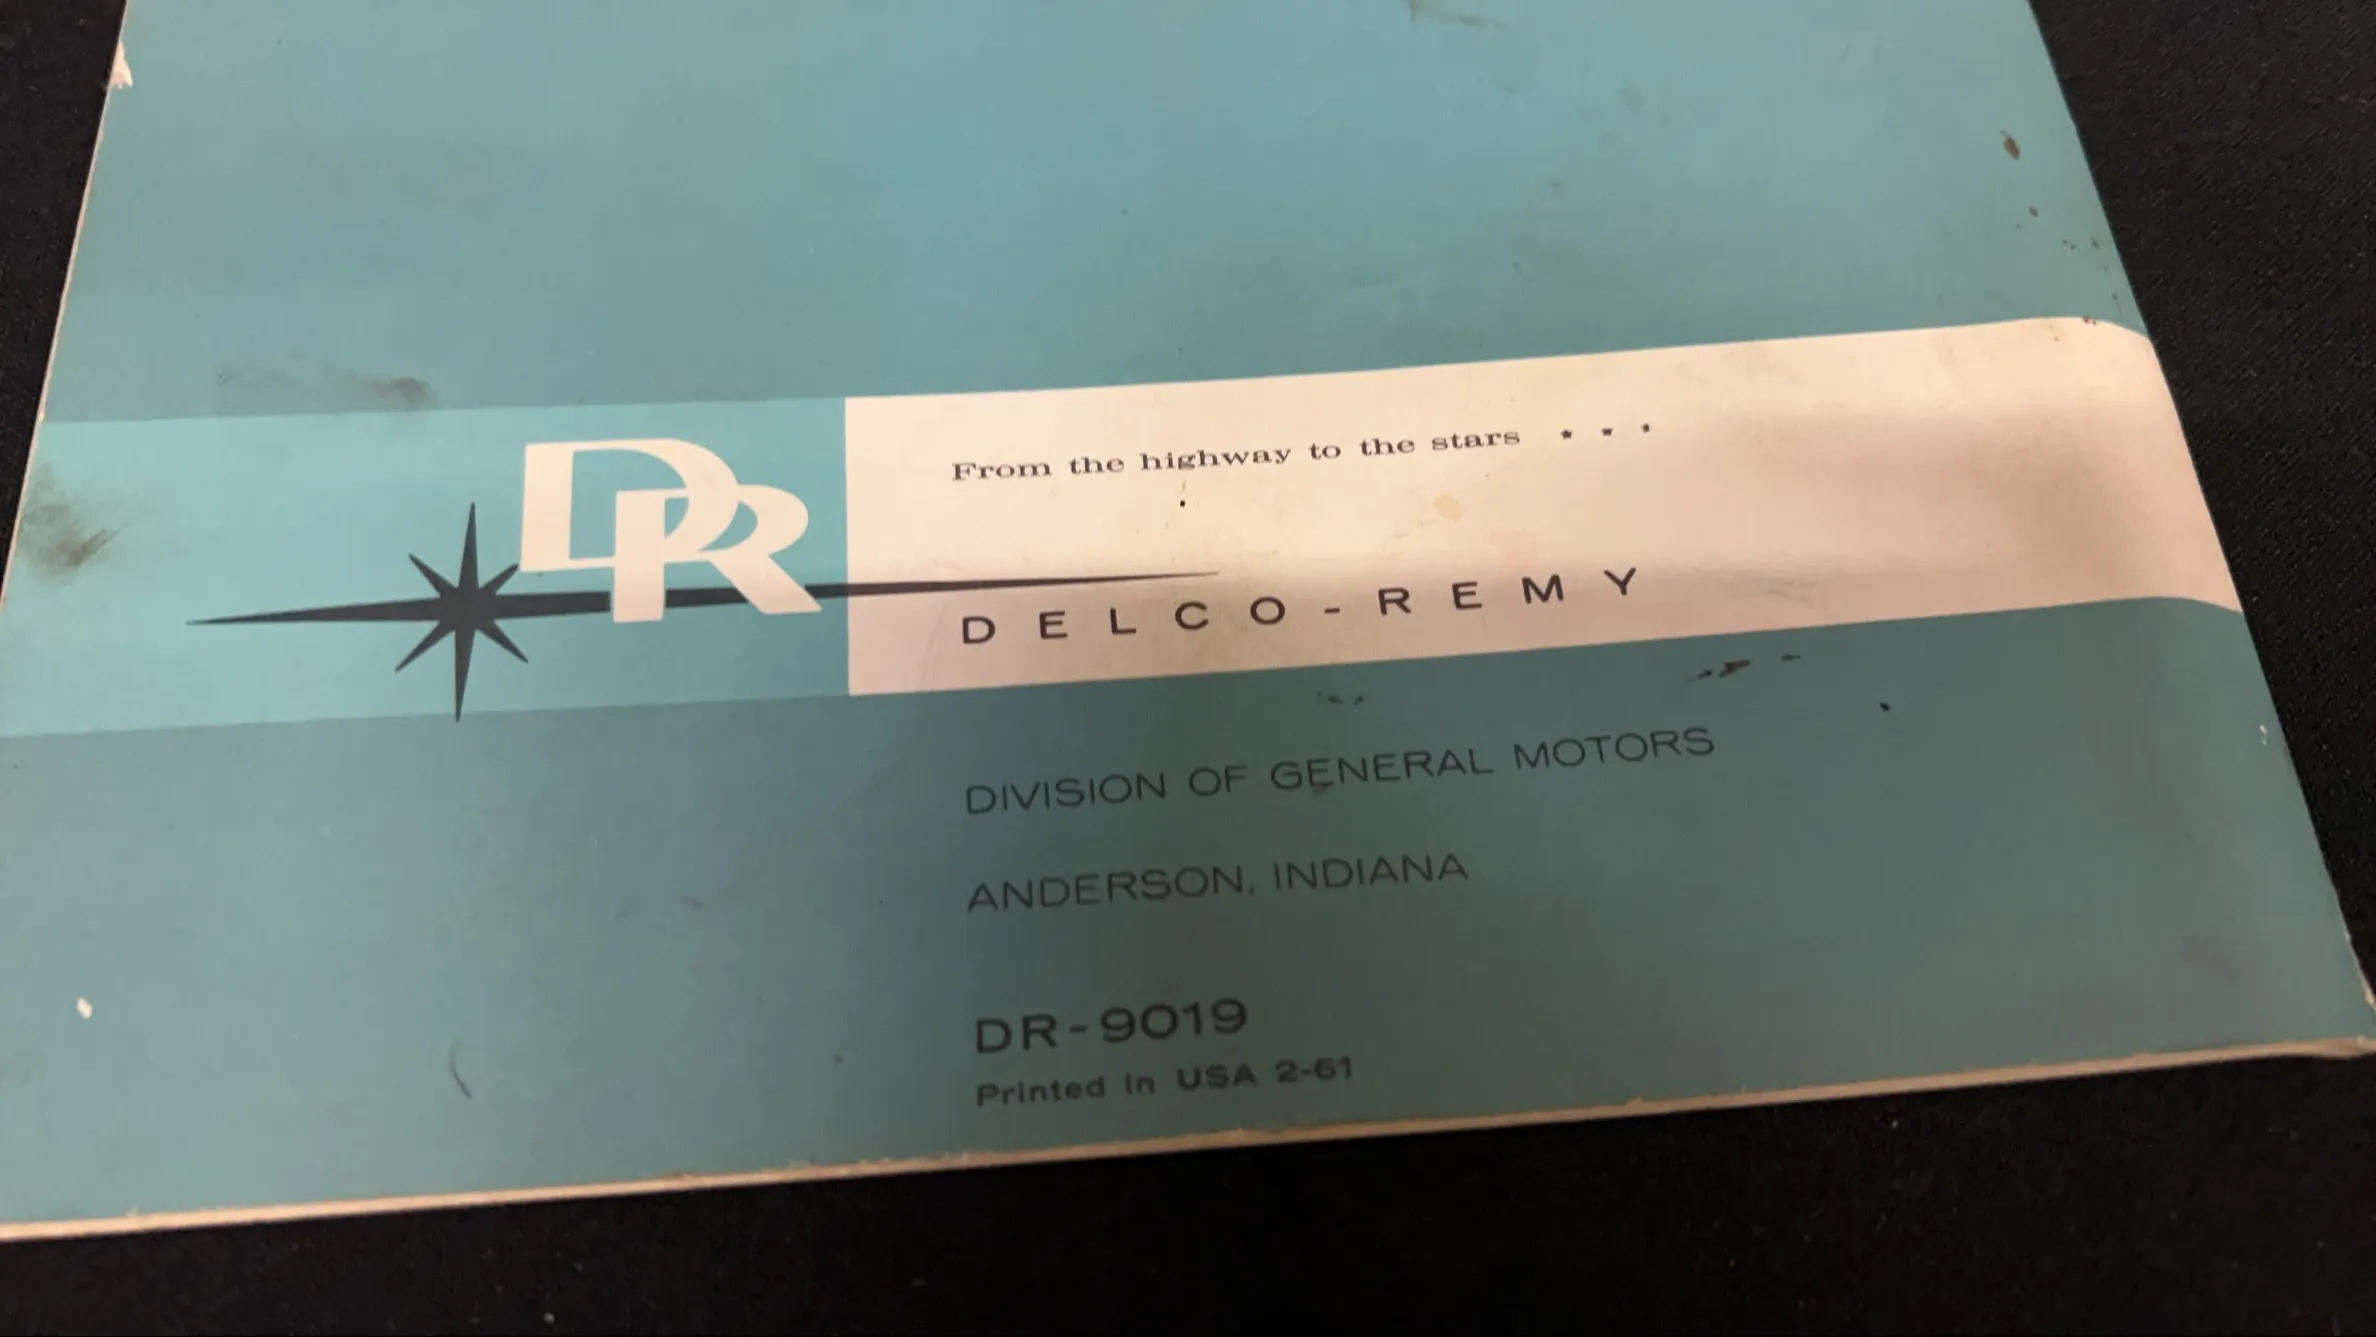 DR
From the highway to the stars * * *
DELCO-REMY
DIVISION OF GENERAL MOTORS
ANDERSON, INDIANA
DR-9019
Printed in USA 2-61